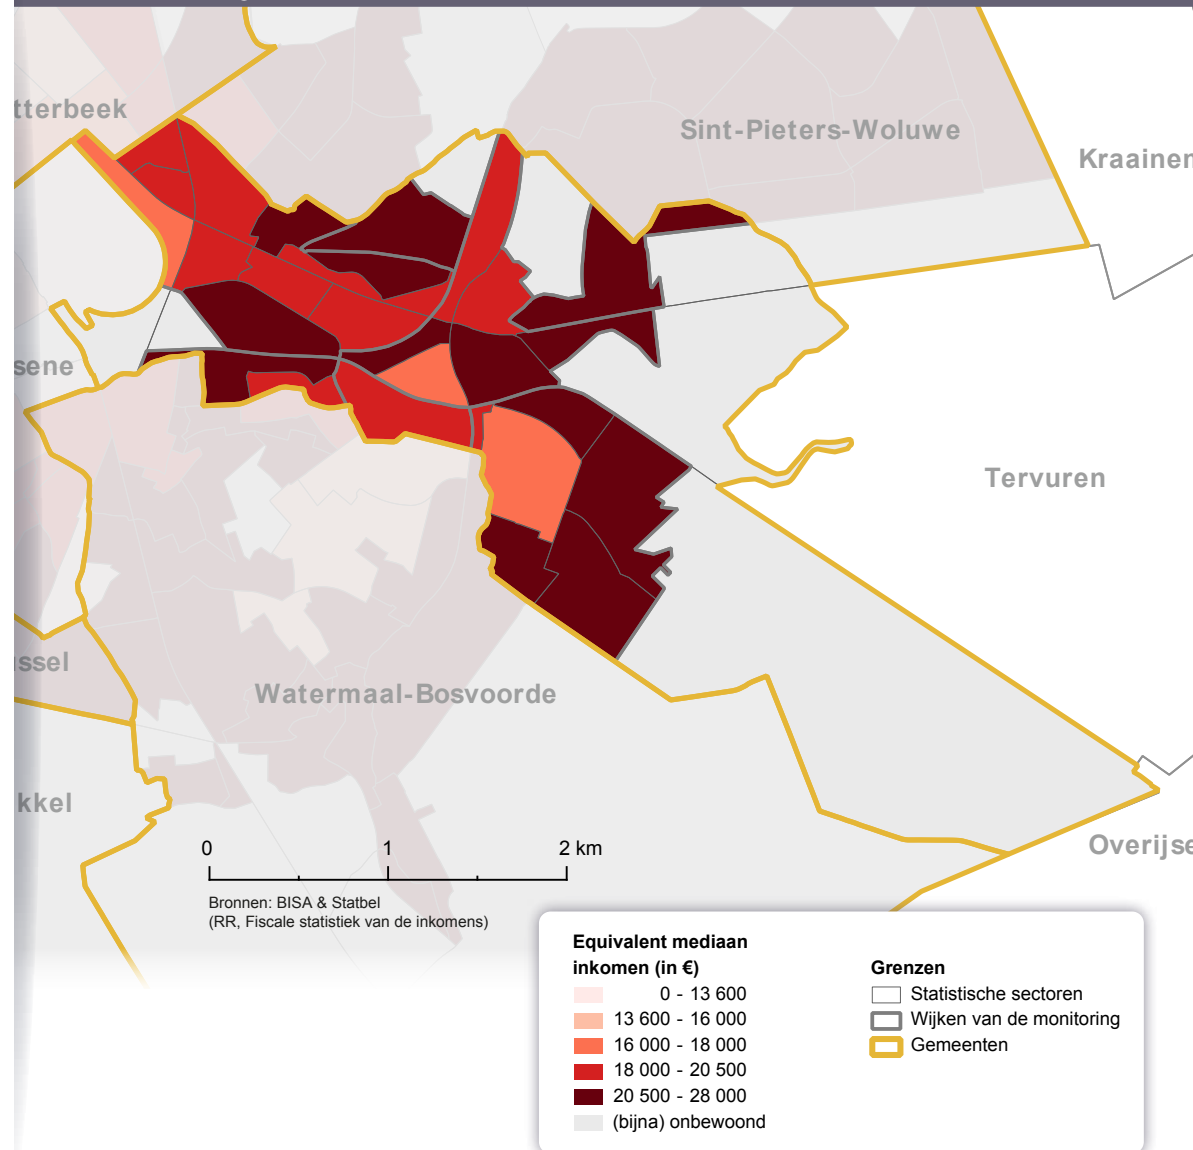 tterbeek
Sint-Pieters-Woluwe
Kraainen
sene
Tervuren
ssel
Watermaal-Bosvoorde
kkel
Overijse
0 1 2 km
Bronnen: BISA & Statbel
(RR, Fiscale statistiek van de inkomens)
Equivalent mediaan
inkomen (in €)
0 - 13 600
13 600 - 16 000
16 000 - 18 000
18 000 - 20 500
20 500 - 28 000
(bijna) onbewoond
Grenzen
Statistische sectoren
Wijken van de monitoring
Gemeenten